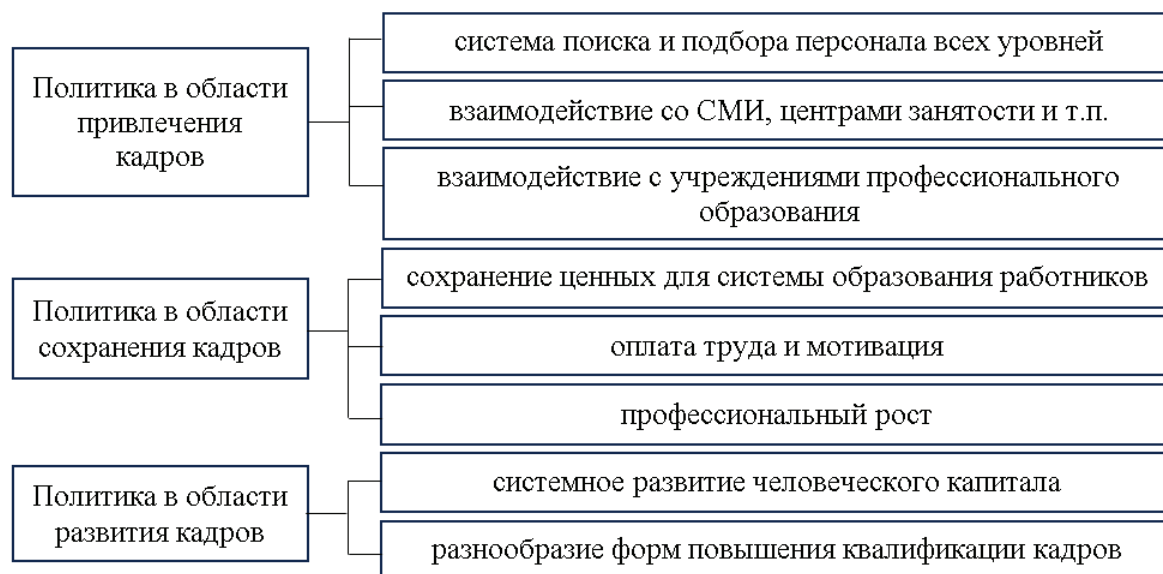 Политика в области
привлечения
кадров
система поиска и подбора персонала всех уровней
взаимодействие со СМИ, центрами занятости и т.п.
взаимодействие с учреждениями профессионального
образования
Политика в области
сохранения кадров
сохранение ценных для системы образования работников
оплата труда и мотивация
профессиональный рост
Политика в области
развития кадров
системное развитие человеческого капитала
разнообразие форм повышения квалификации кадров